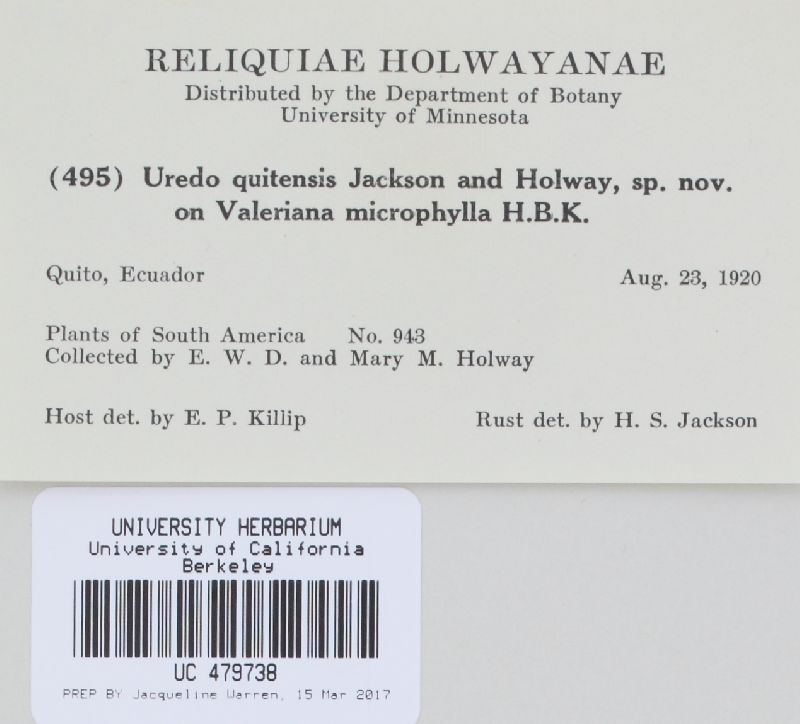 RELIQUIAE HOLWAYANAE
Distributed by the Department of Botany
University of Minnesota
(495) Uredo quitensis Jackson and Holway, sp. nov.
on Valeriana microphylla H.B.K.
Quito, Ecuador Aug. 23, 1920
Plants of South America No. 943
Collected by E. W. D. and Mary M. Holway
Host det. by E. P. Killip Rust det. by H. S. Jackson
UNIVERSITY HERBARIUM
University of California
Berkeley
UC 479738
PREP BY Jacqueline Warren, 15 Mar 2017